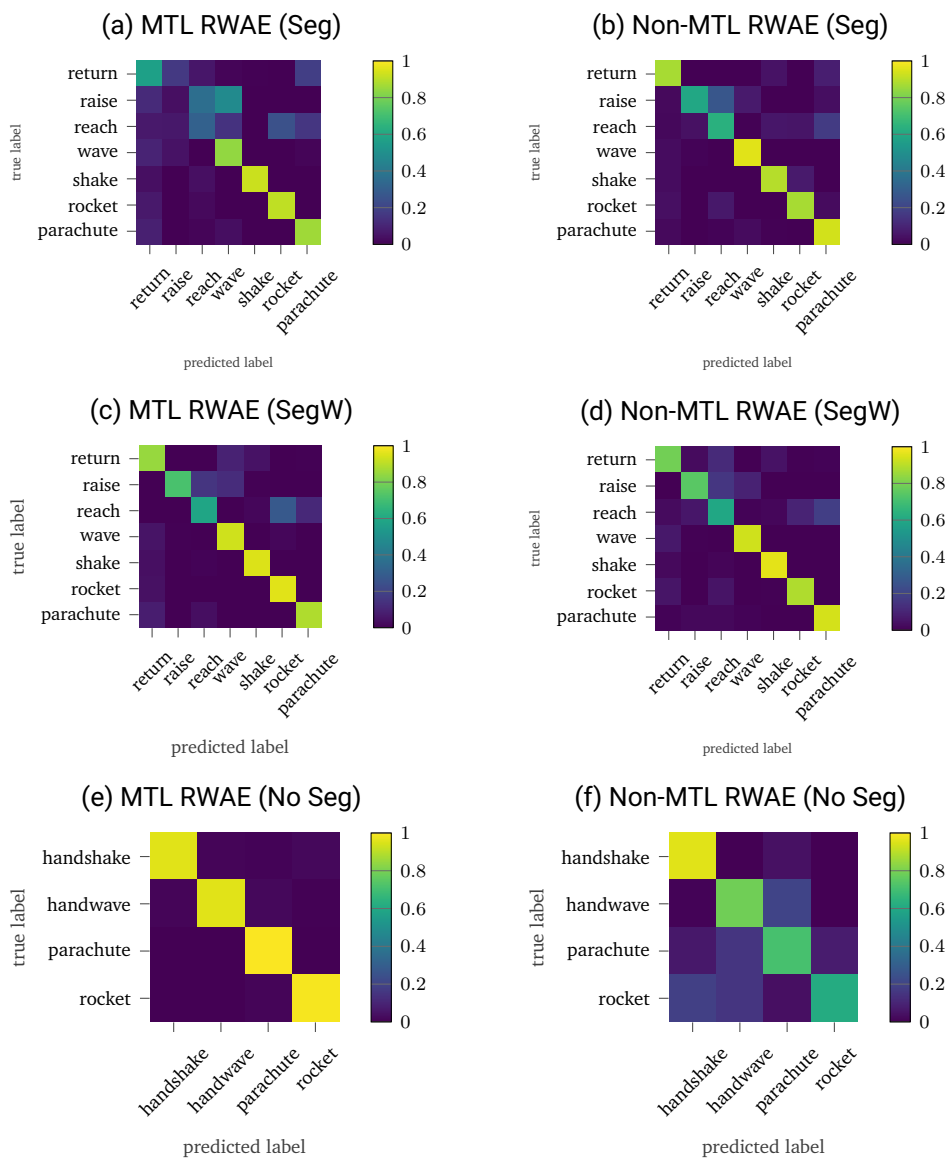 (a) MTL RWAE (Seg)
true label
return
raise
reach
wave
shake
rocket
parachute
return raise reach wave shake rocket parachute
predicted label
1
0.8
0.6
0.4
0.2
0
(b) Non-MTL RWAE (Seg)
true label
return
raise
reach
wave
shake
rocket
parachute
return raise reach wave shake rocket parachute
predicted label
1
0.8
0.6
0.4
0.2
0
(c) MTL RWAE (SegW)
true label
return
raise
reach
wave
shake
rocket
parachute
return raise reach wave shake rocket parachute
predicted label
1
0.8
0.6
0.4
0.2
0
(d) Non-MTL RWAE (SegW)
true label
return
raise
reach
wave
shake
rocket
parachute
return raise reach wave shake rocket parachute
predicted label
1
0.8
0.6
0.4
0.2
0
(e) MTL RWAE (No Seg)
true label
handshake
handwave
parachute
rocket
handshake handwave parachute rocket
predicted label
1
0.8
0.6
0.4
0.2
0
(f) Non-MTL RWAE (No Seg)
true label
handshake
handwave
parachute
rocket
handshake handwave parachute rocket
predicted label
1
0.8
0.6
0.4
0.2
0